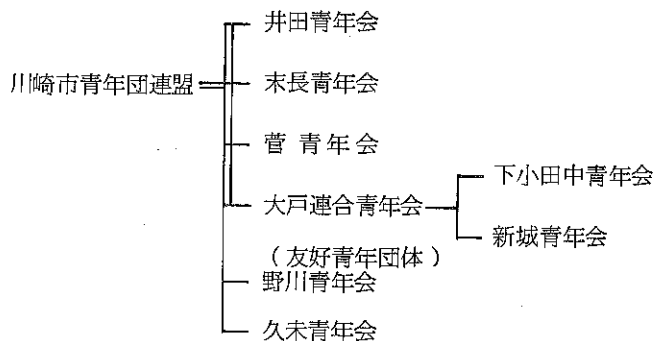 井田青年会
川崎市青年団連盟
末長青年会
菅青年会
下小田中青年会
大戸連合青年会
新城青年会
(友好青年団体)
野川青年会
久未青年会